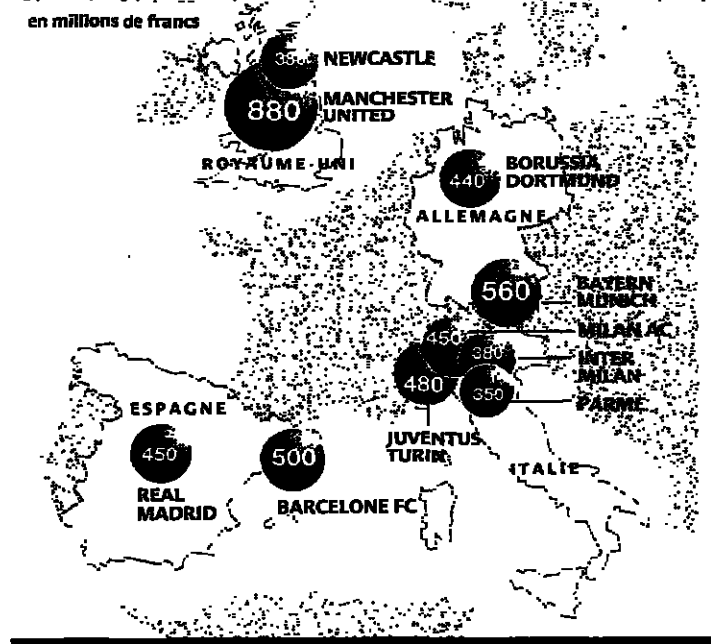 en millions de francs
NEWCASTLE
880
MANCHESTER
UNITED
ROYAUME-UNI
440
BORUSSIA
DORTMUND
ALLEMAGNE
560
BAYERN
MUNICH
450
MILAN AC
380
INTER
MILAN
480
350
PARME
JUVENTUS
TURIN
ESPAGNE
450
REAL
MADRID
500
BARCELONE FC
ITALIE